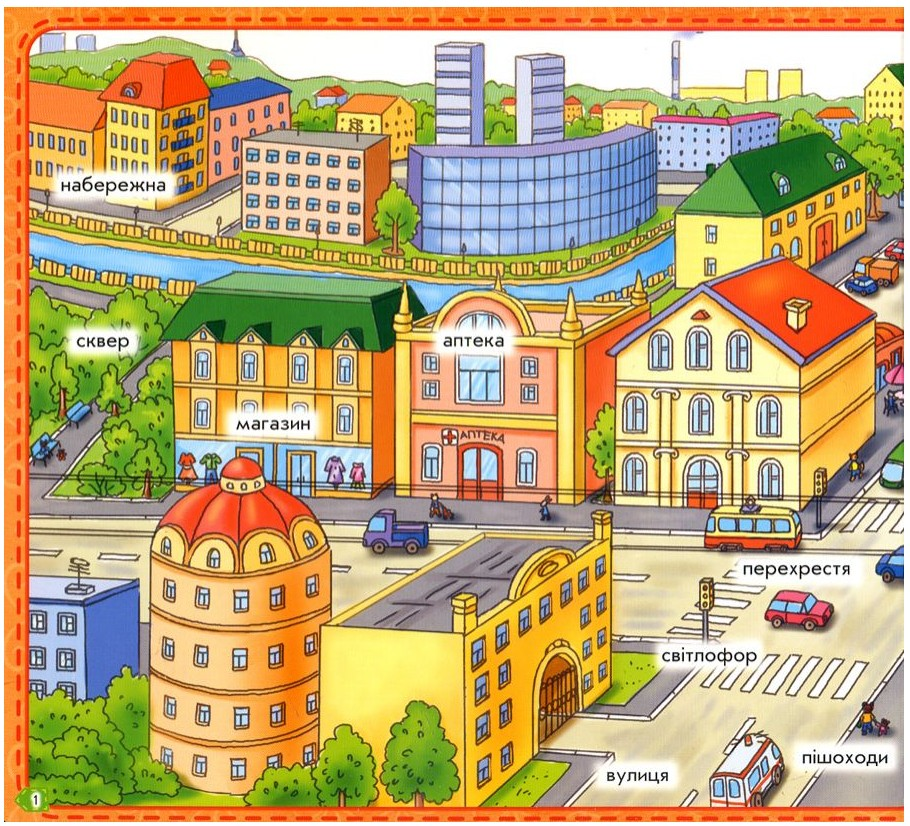 набережна
сквер
аптека
магазин
АПТЕКА
перехрестя
світлофор
пішоходи
вулиця
1